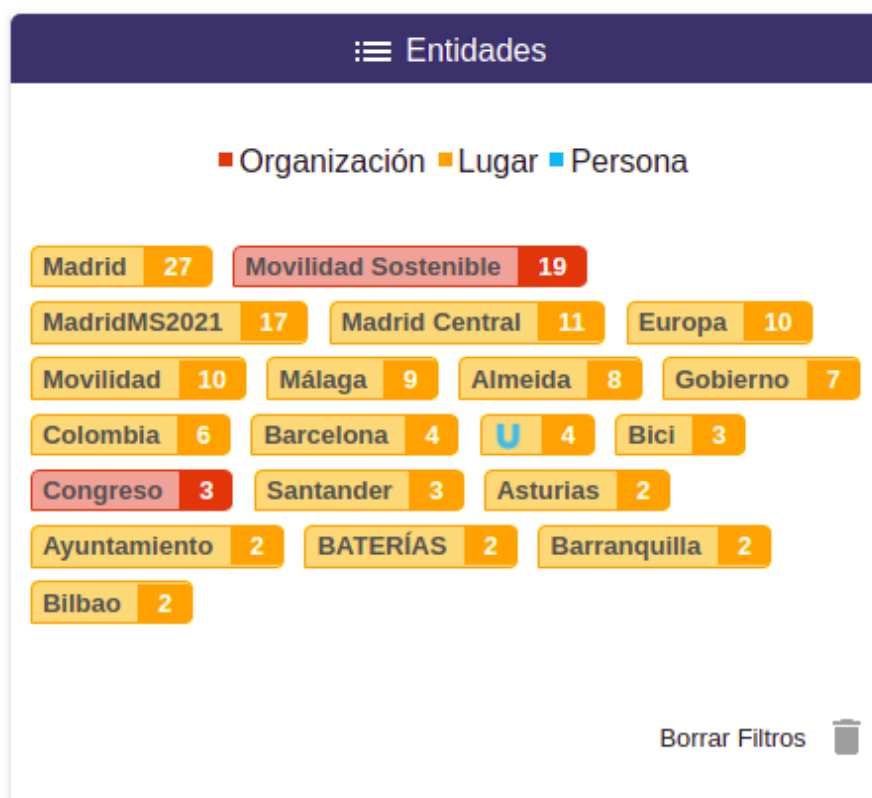 Entidades
Organización Lugar Persona
Madrid 27 Movilidad Sostenible 19
MadridMS2021 17 Madrid Central 11 Europa 10
Movilidad 10 Málaga 9 Almeida 8 Gobierno 7
Colombia 6 Barcelona 4 U 4 Bici 3
Congreso 3 Santander 3 Asturias 2
Ayuntamiento 2 BATERÍAS 2 Barranquilla 2
Bilbao 2
Borrar Filtros